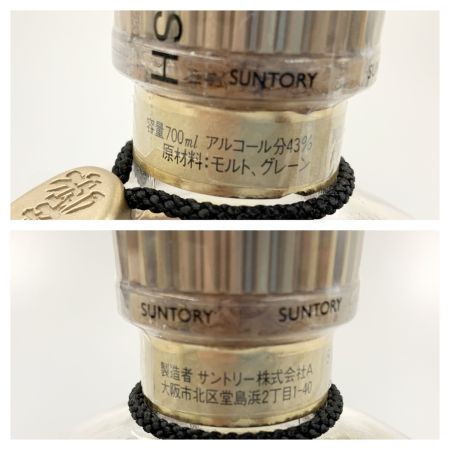 SH
SUNTORY
容量700ml アルコール分43%
原材料:モルト、グレーン
SUNTORY SUNTORY
製造者 サントリー株式会社A
大阪市北区堂島浜2丁目1-40